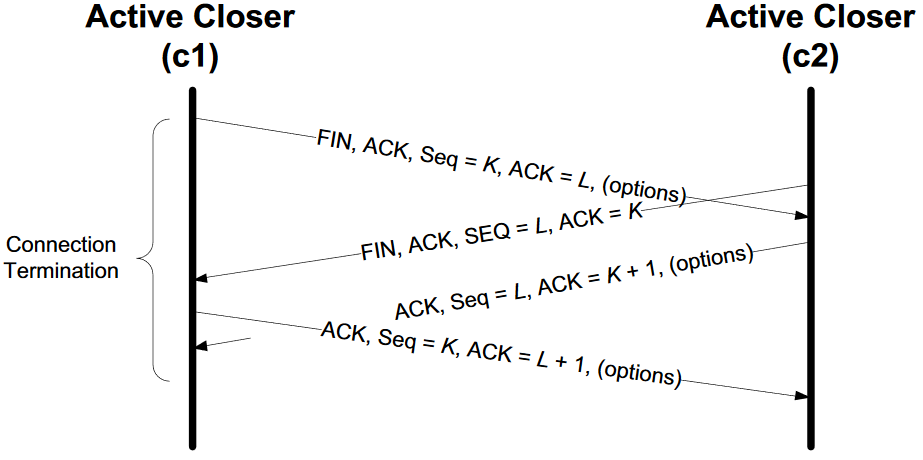 Active Closer
(c1)
Active Closer
(c2)
FIN, ACK, Seq = K, ACK = L, (options)
FIN, ACK, SEQ = L, ACK = K
Connection
Termination
ACK, Seq = L, ACK = K + 1, (options)
ACK, Seq = K, ACK = L + 1, (options)